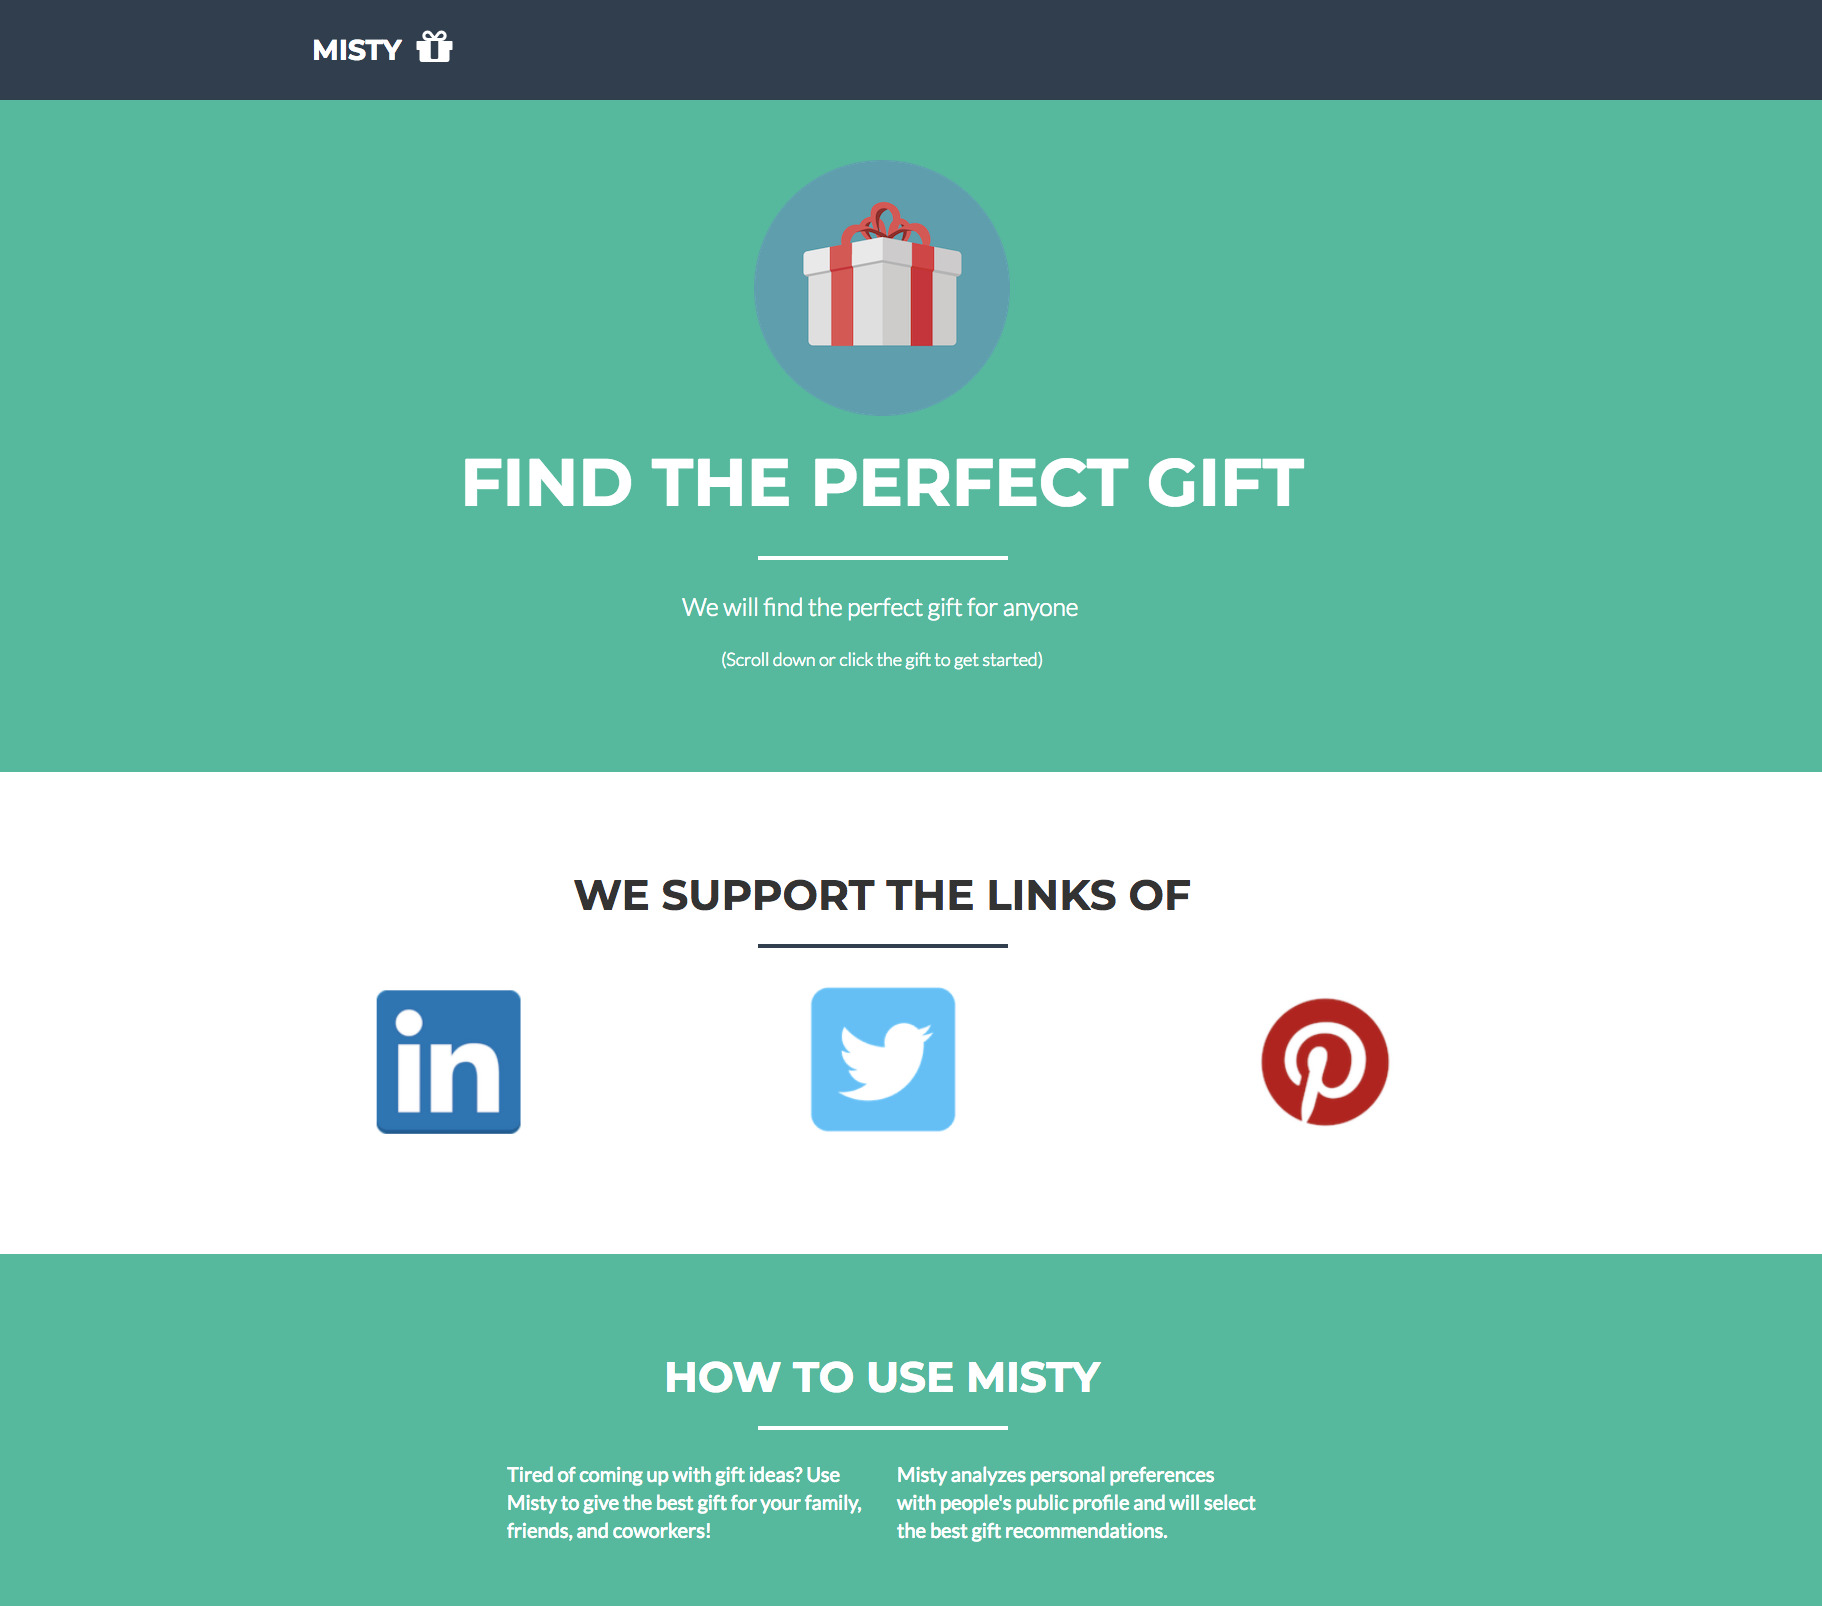 MISTY
FIND THE PERFECT GIFT
We will find the perfect gift for anyone
(Scroll down or click the gift to get started)
WE SUPPORT THE LINKS OF
in
HOW TO USE MISTY
Tired of coming up with gift ideas? Use
Misty to give the best gift for your family,
friends, and coworkers!
Misty analyzes personal preferences
with people's public profile and will select
the best gift recommendations.